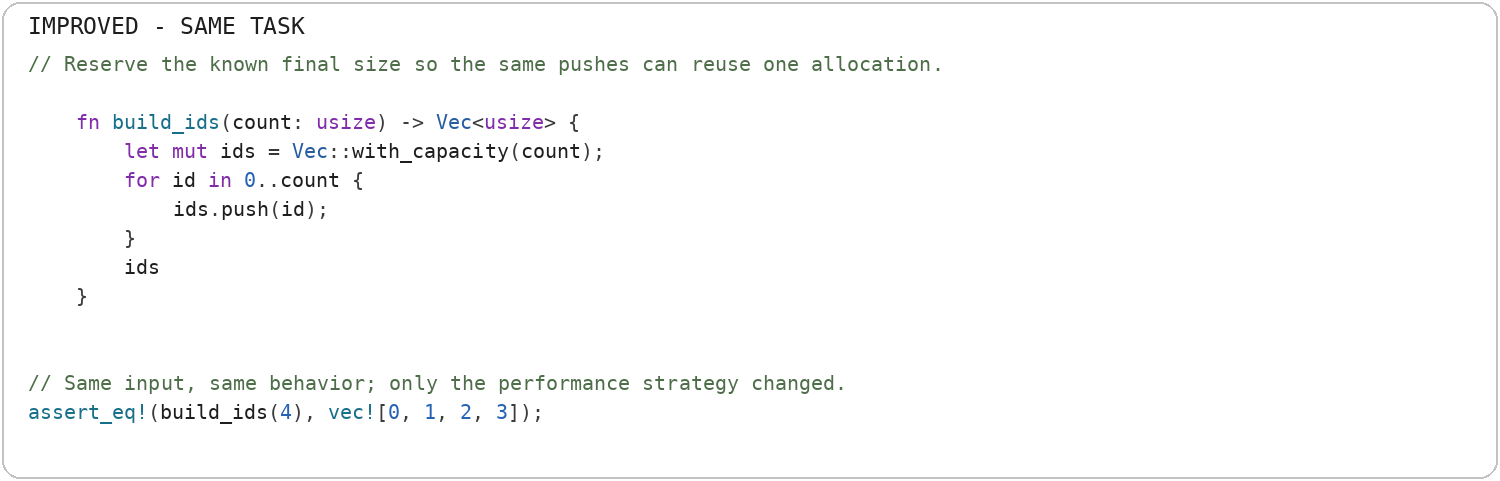 IMPROVED - SAME TASK
// Reserve the known final size so the same pushes can reuse one allocation.
fn build_ids(count: usize) -> Vec<usize> {
let mut ids = Vec::with_capacity(count);
for id in 0..count {
ids.push(id);
}
ids
}
// Same input, same behavior; only the performance strategy changed.
assert_eq!(build_ids(4), vec![0, 1, 2, 3]);